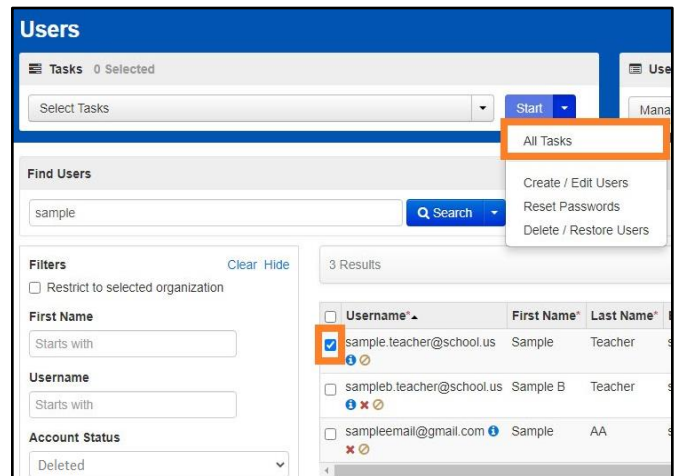 Users
Tasks 0 Selected
Select Tasks
Start
All Tasks
Create / Edit Users
Reset Passwords
Delete / Restore Users
Find Users
sample
Search
Filters Clear Hide
Restrict to selected organization
First Name
Starts with
Username
Starts with
Account Status
Deleted
3 Results
Username* First Name* Last Name*
sample.teacher@school.us Sample Teacher
sampleb.teacher@school.us Sample B Teacher
sampleemail@gmail.com Sample AA